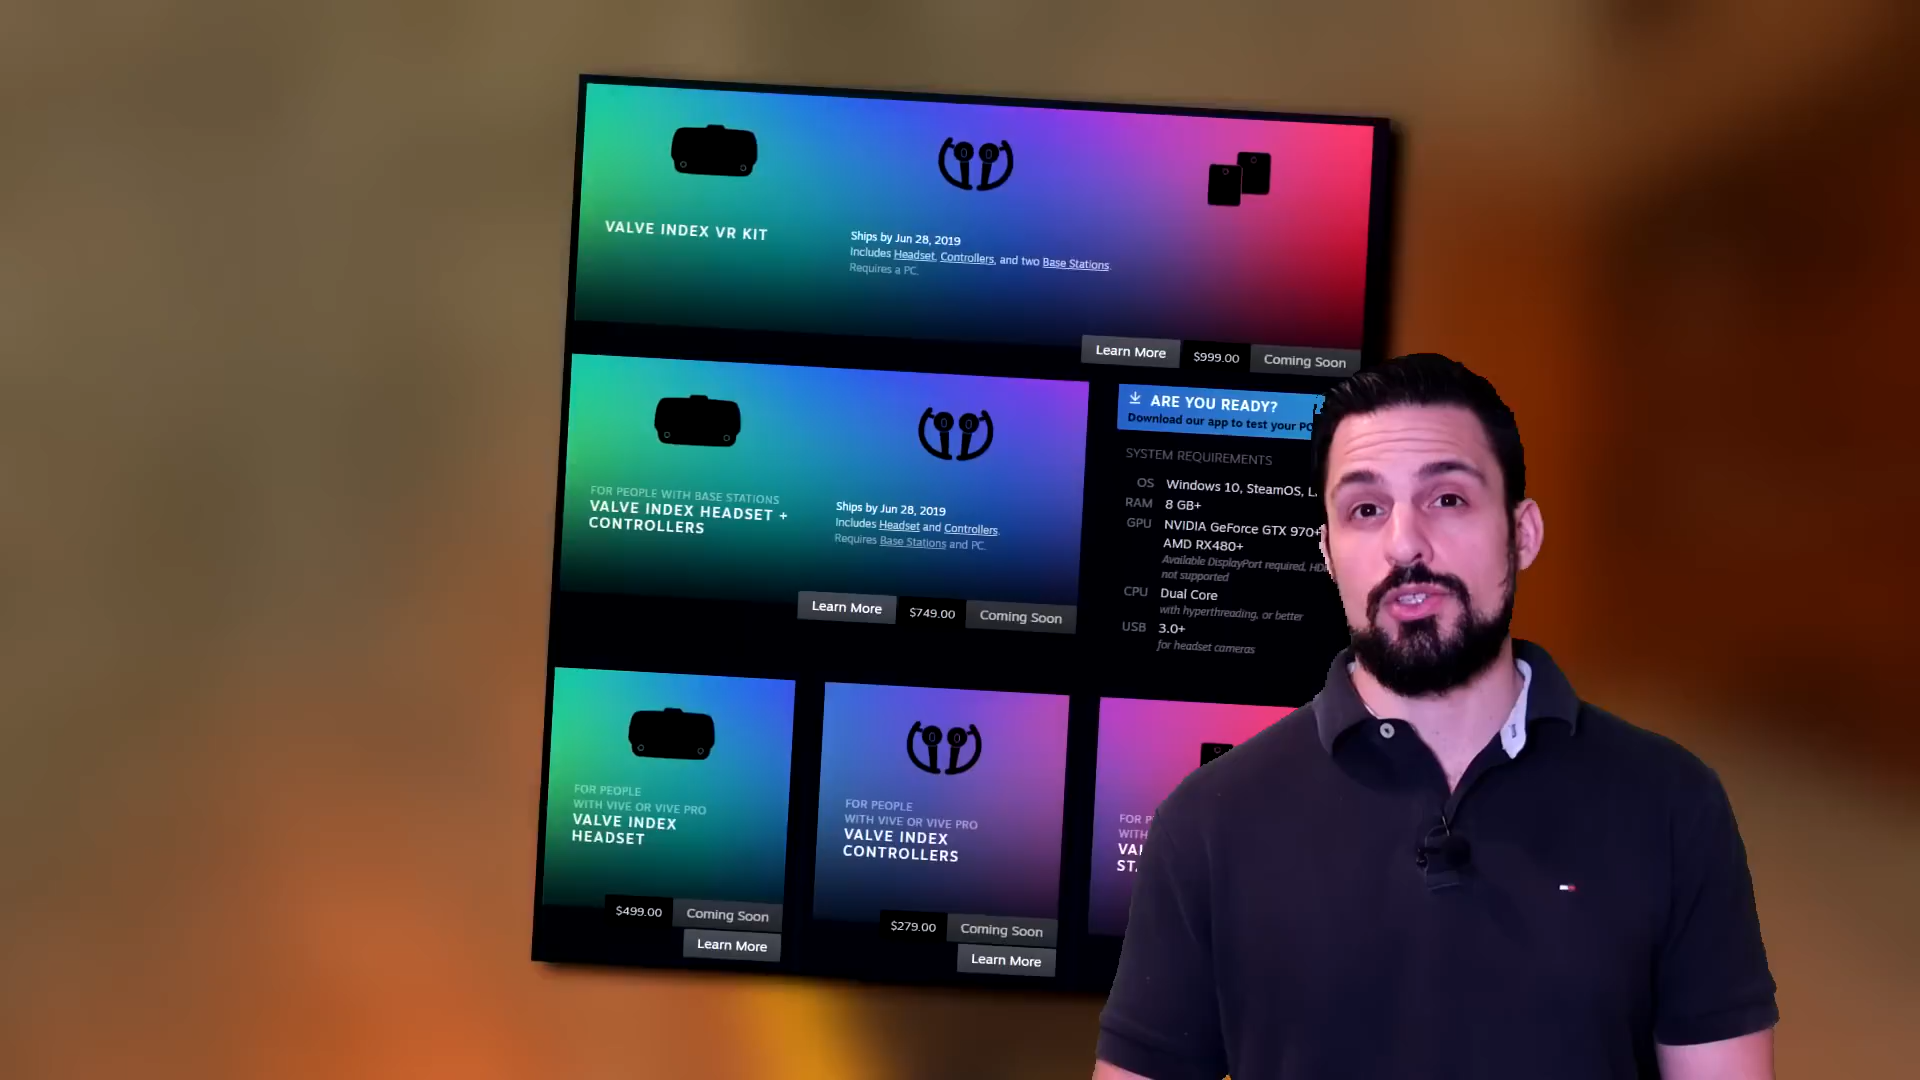 VALVE INDEX VR KIT
Ships by Jun 28, 2019
Includes Headset, Controllers, and two Base Stations.
Requires a PC.
Learn More $999.00 Coming Soon
FOR PEOPLE WITH BASE STATIONS
VALVE INDEX HEADSET +
CONTROLLERS
Ships by Jun 28, 2019
Includes Headset and Controllers.
Requires Base Stations and PC.
Learn More $749.00 Coming Soon
ARE YOU READY?
Download our app to test your PC
SYSTEM REQUIREMENTS
OS Windows 10, SteamOS,
RAM 8 GB+
GPU NVIDIA GeForce GTX 970+
AMD RX480+
Available DisplayPort required,
not supported
CPU Dual Core
with hyperthreading, or better
USB 3.0+
for headset cameras
FOR PEOPLE
WITH VIVE OR VIVE PRO
VALVE INDEX
HEADSET
$499.00 Coming Soon
Learn More
FOR PEOPLE
WITH VIVE OR VIVE PRO
VALVE INDEX
CONTROLLERS
$279.00 Coming Soon
Learn More
FOR
WITH